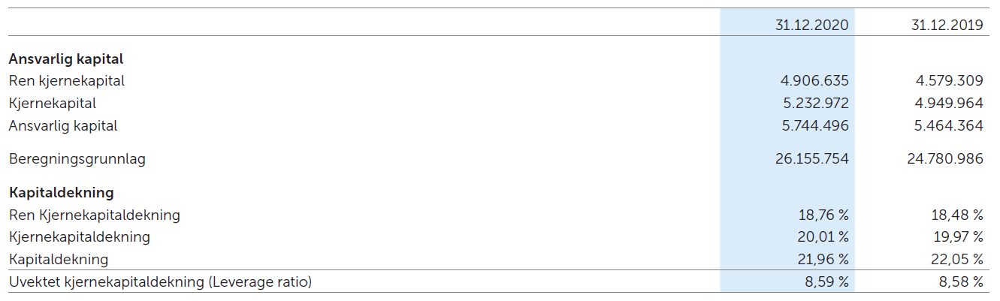 31.12.2020 31.12.2019
Ansvarlig kapital
Ren kjernekapital 4.906.635 4.579.309
Kjernekapital 5.232.972 4.949.964
Ansvarlig kapital 5.744.496 5.464.364
Beregningsgrunnlag 26.155.754 24.780.986
Kapitaldekning
Ren Kjernekapitaldekning 18,76 % 18,48 %
Kjernekapitaldekning 20,01 % 19,97 %
Kapitaldekning 21,96 % 22,05 %
Uvektet kjernekapitaldekning (Leverage ratio) 8,59 % 8,58 %